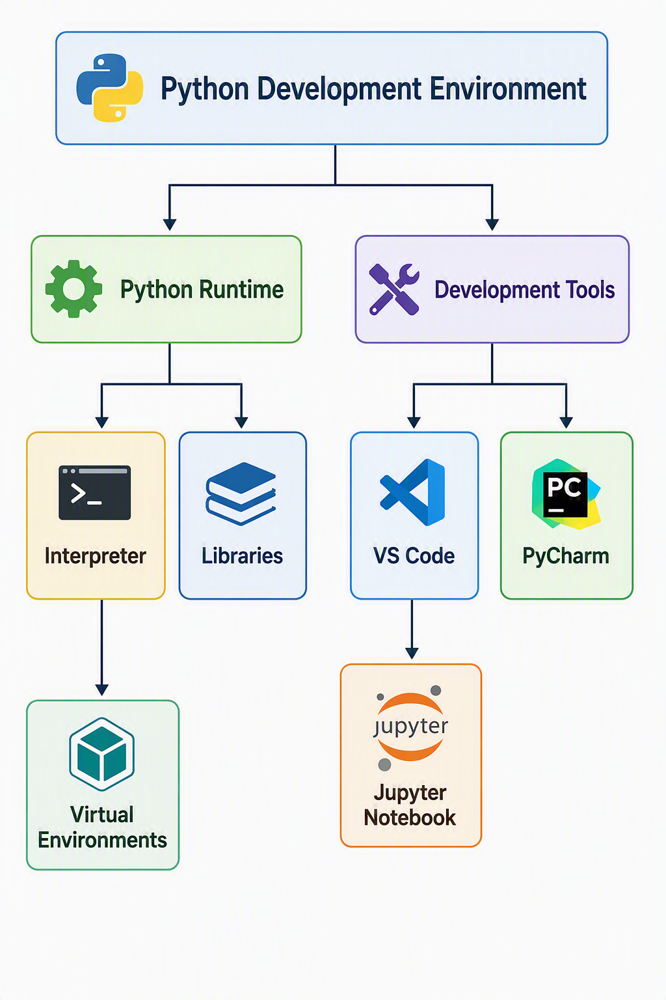 Python Development Environment
Python Runtime
Development Tools
>_
Interpreter
Libraries
VS Code
PC
PyCharm
jupyter
Jupyter
Notebook
Virtual
Environments